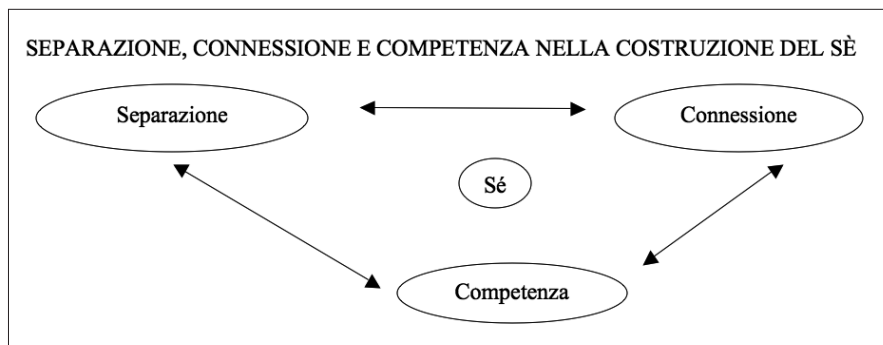 SEPARAZIONE, CONNESSIONE E COMPETENZA NELLA COSTRUZIONE DEL SÈ
Separazione
Connessione
Sé
Competenza